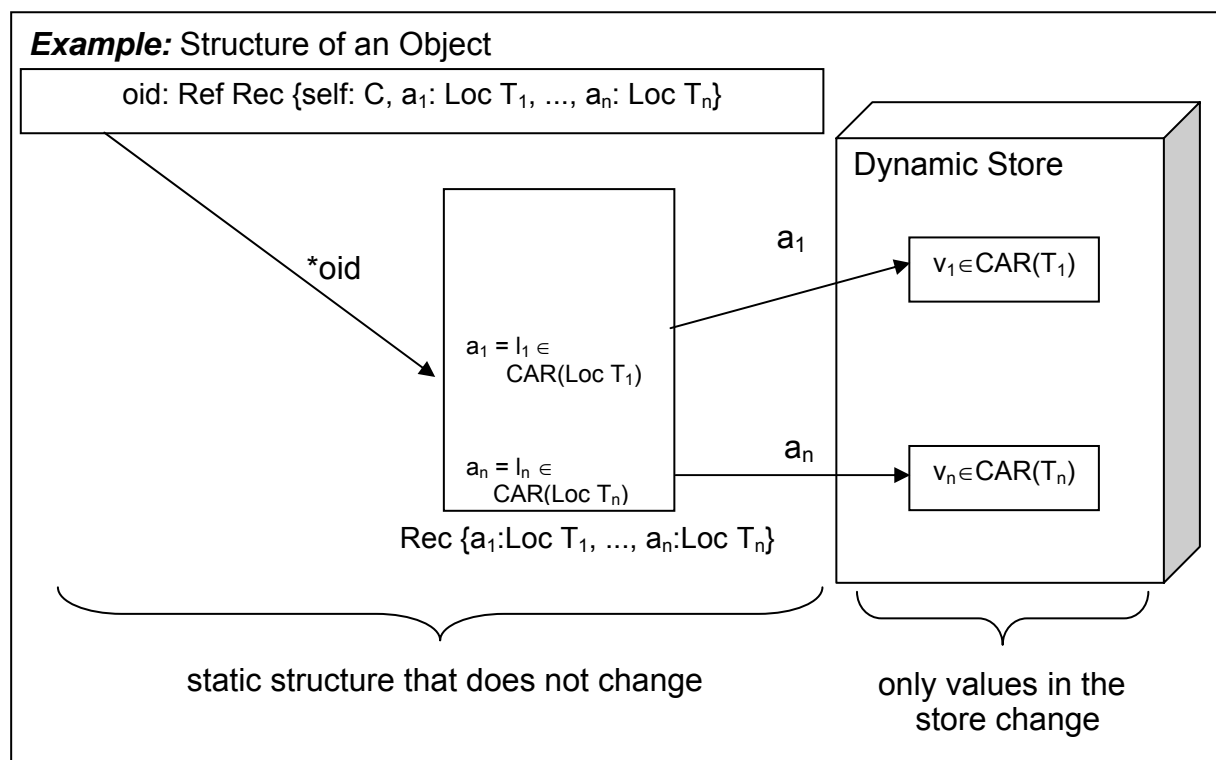 Example: Structure of an Object
oid: Ref Rec {self: C, a₁: Loc T₁, ..., aₙ: Loc Tₙ}
Dynamic Store
a₁
v₁∈CAR(T₁)
*oid
a₁ = l₁ ∈
CAR(Loc T₁)
aₙ
aₙ = lₙ ∈
CAR(Loc Tₙ)
vₙ∈CAR(Tₙ)
Rec {a₁:Loc T₁, ..., aₙ:Loc Tₙ}
static structure that does not change
only values in the
store change